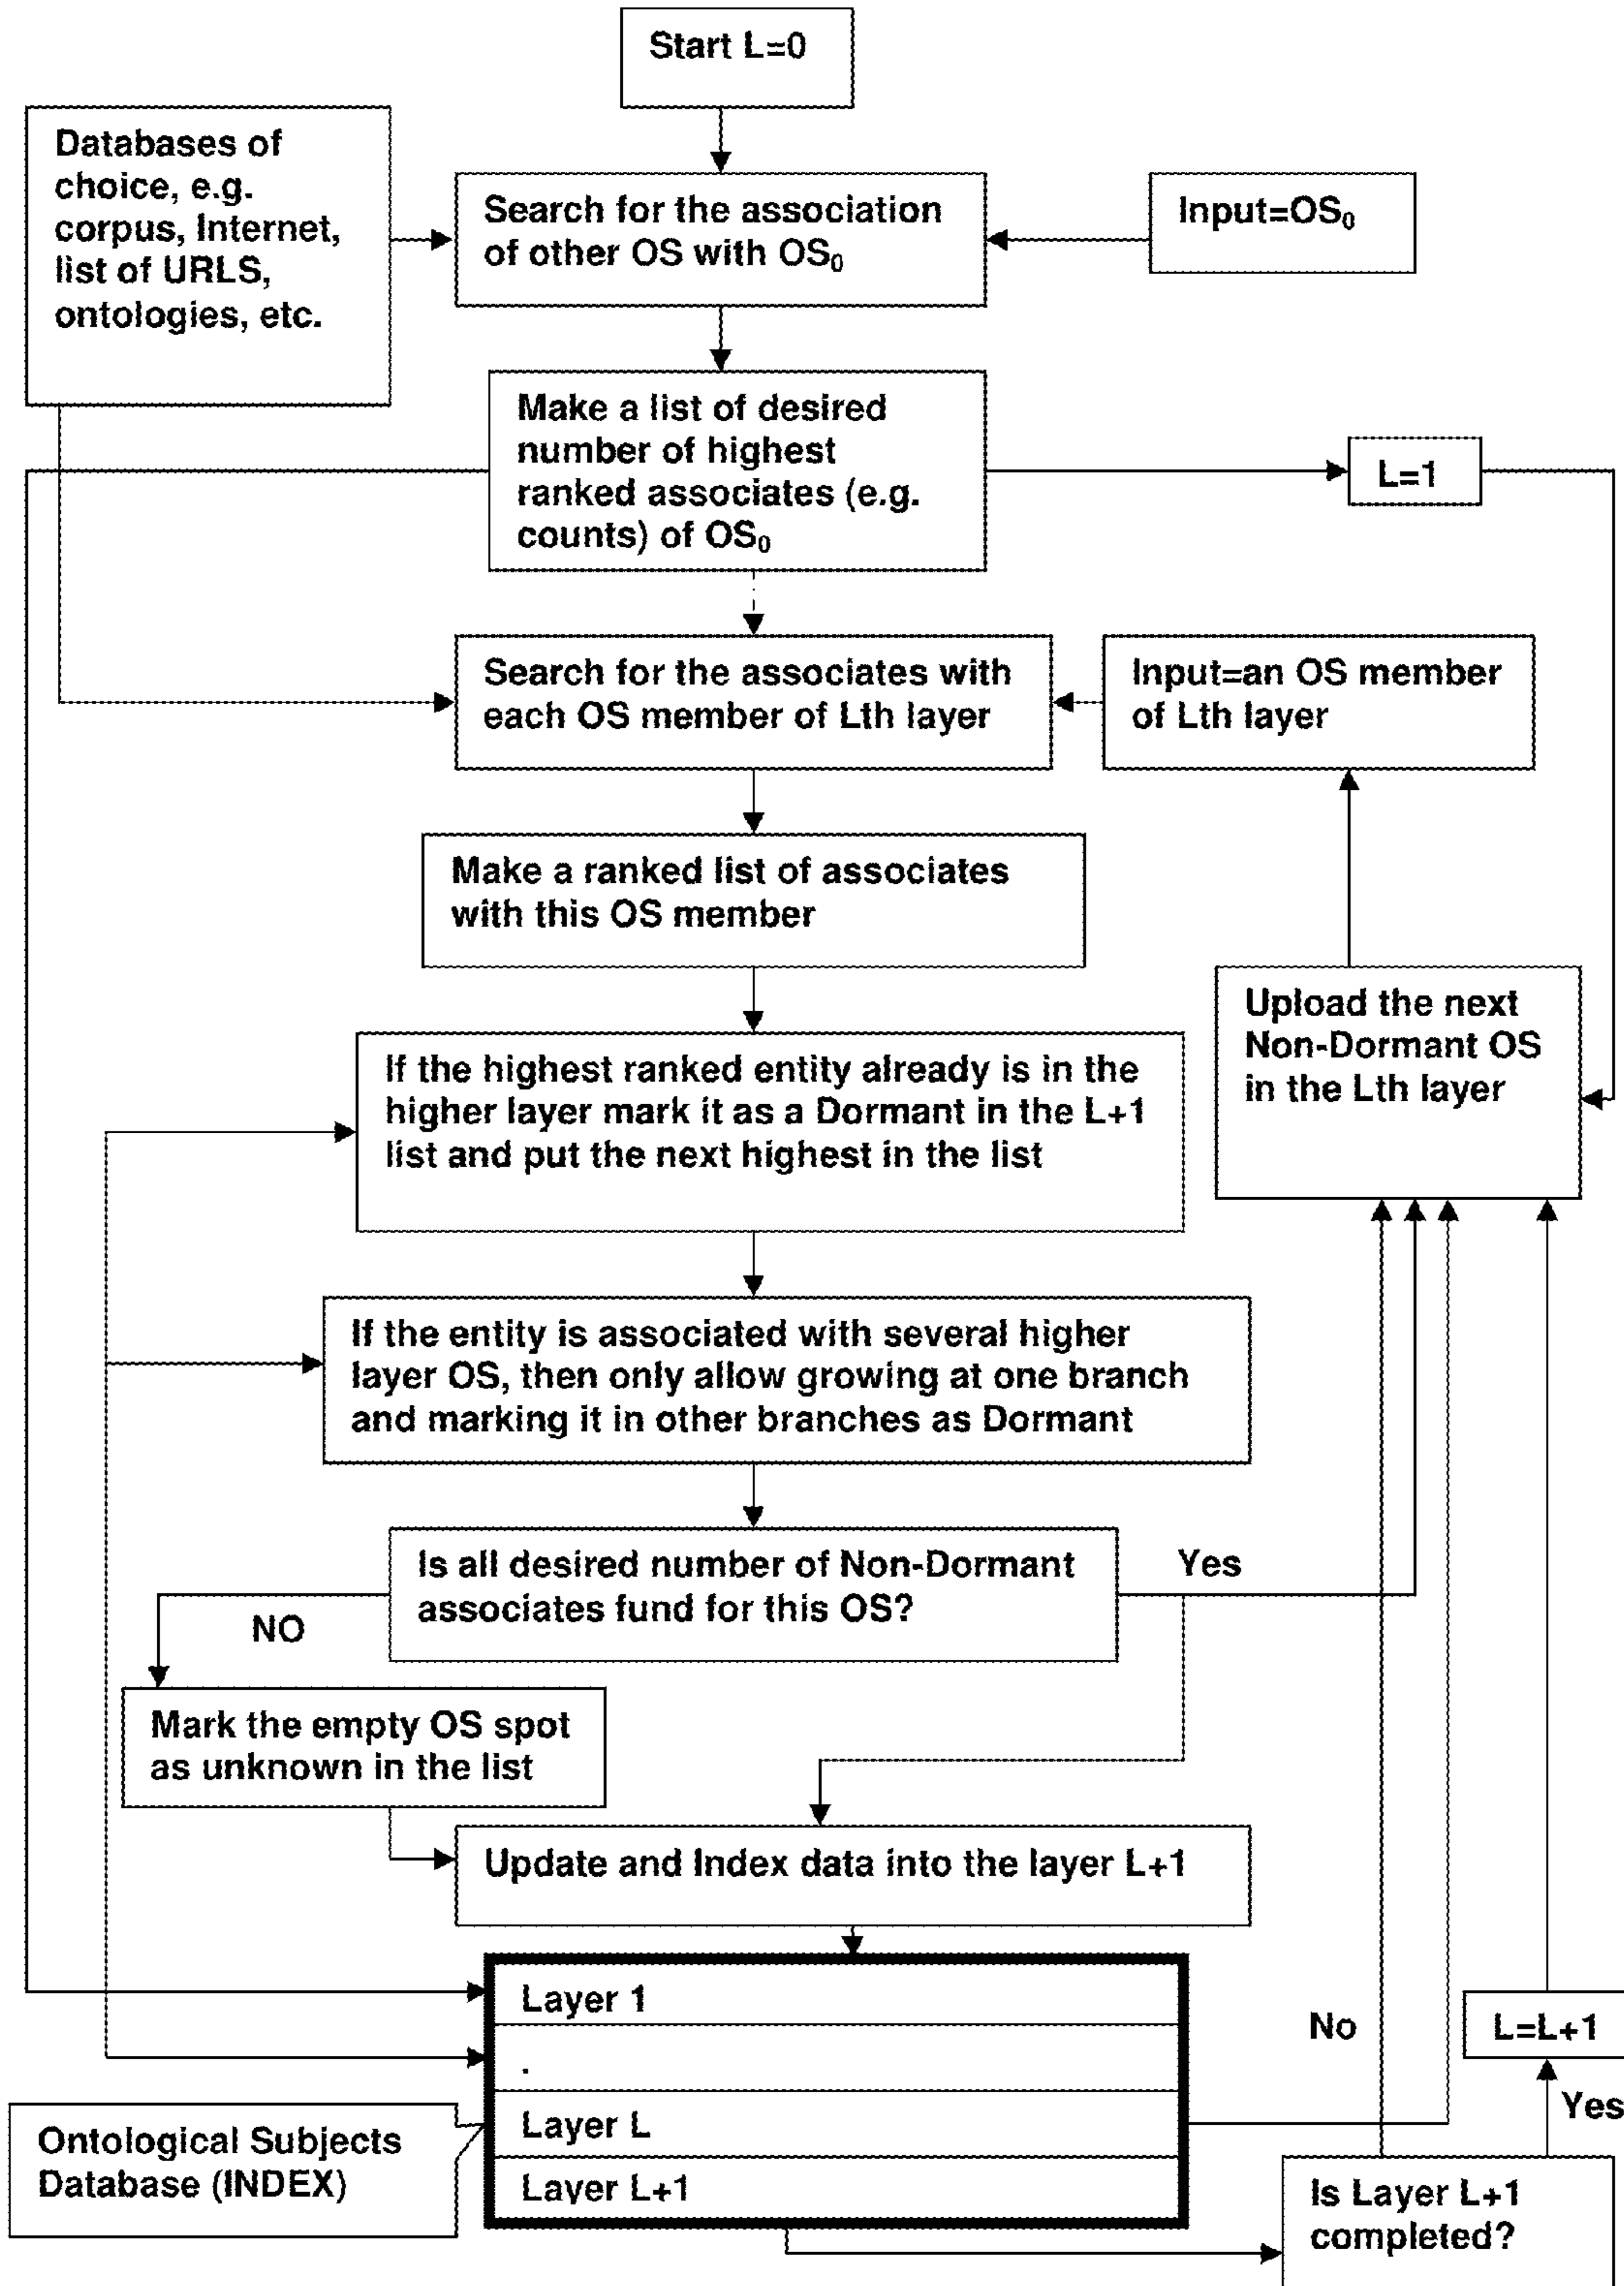 Start L=0
Databases of
choice, e.g.
corpus, Internet,
list of URLS,
ontologies, etc.
Search for the association
of other OS with OS₀
Input=OS₀
Make a list of desired
number of highest
ranked associates (e.g.
counts) of OS₀
L=1
Search for the associates with
each OS member of Lth layer
Input=an OS member
of Lth layer
Make a ranked list of associates
with this OS member
Upload the next
Non-Dormant OS
in the Lth layer
If the highest ranked entity already is in the
higher layer mark it as a Dormant in the L+1
list and put the next highest in the list
If the entity is associated with several higher
layer OS, then only allow growing at one branch
and marking it in other branches as Dormant
Is all desired number of Non-Dormant
associates fund for this OS?
Yes
NO
Mark the empty OS spot
as unknown in the list
Update and Index data into the layer L+1
Layer 1
.
Layer L
Layer L+1
Ontological Subjects
Database (INDEX)
No
L=L+1
Yes
Is Layer L+1
completed?